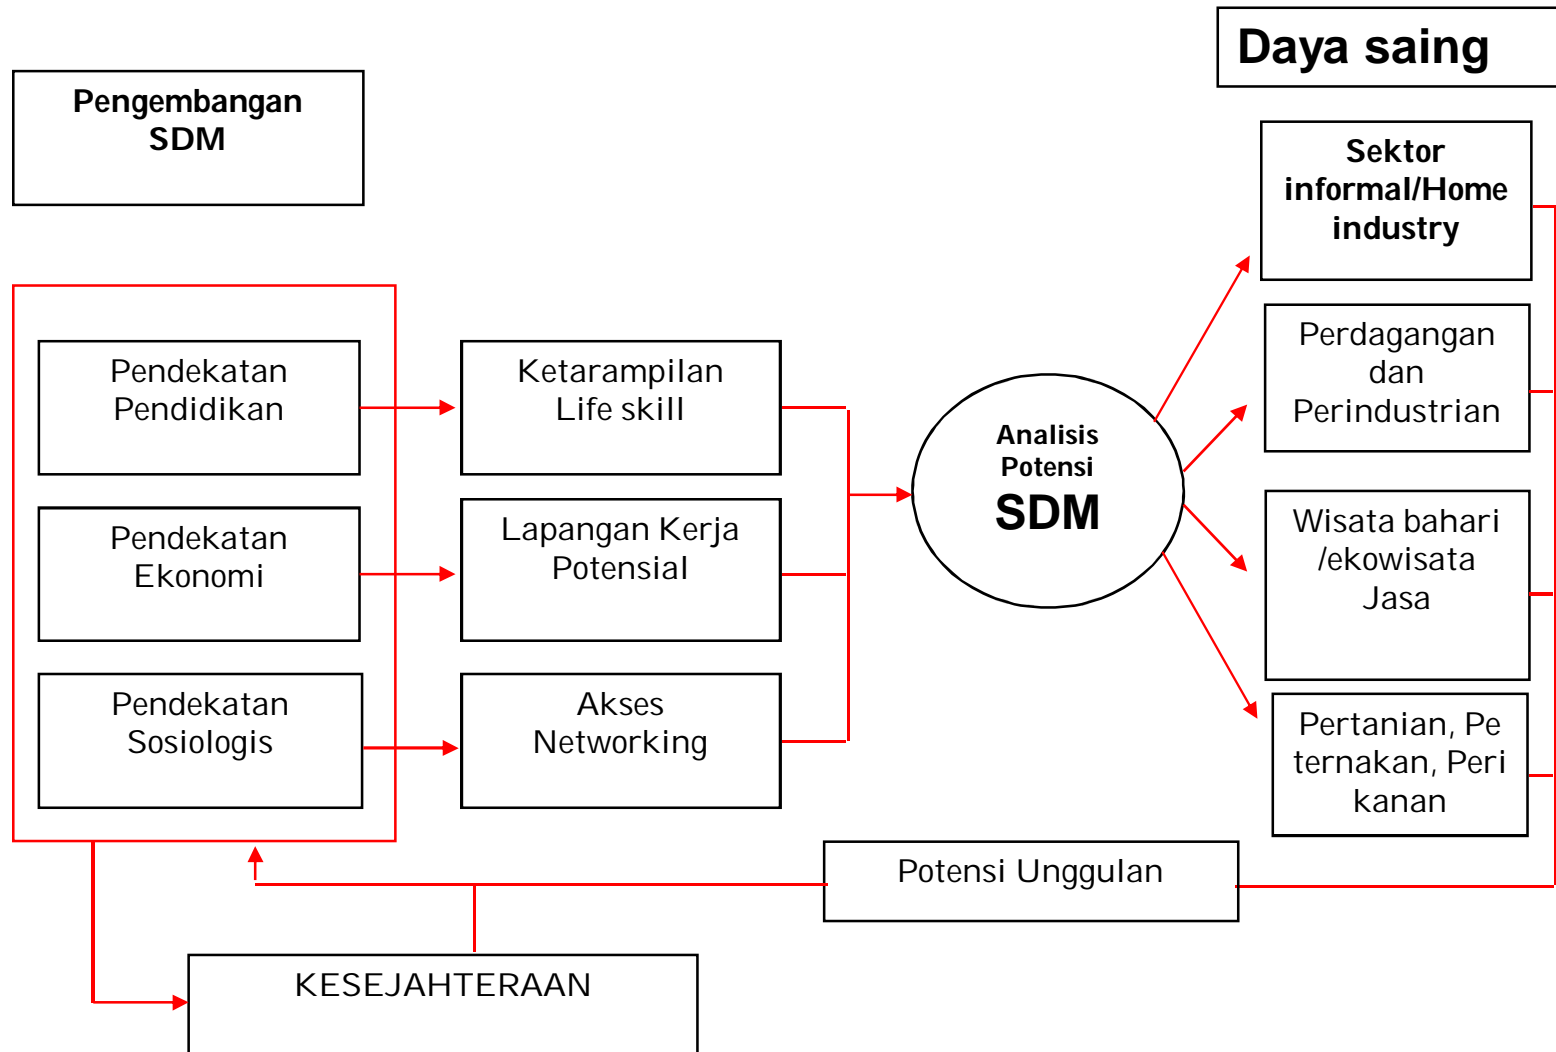 Daya saing
Pengembangan
SDM
Sektor
informal/Home
industry
Pendekatan
Pendidikan
Ketarampilan
Life skill
Perdagangan
dan
Perindustrian
Analisis
Potensi
SDM
Pendekatan
Ekonomi
Lapangan Kerja
Potensial
Wisata bahari
/ekowisata
Jasa
Pendekatan
Sosiologis
Akses
Networking
Pertanian, Pe
ternakan, Peri
kanan
Potensi Unggulan
KESEJAHTERAAN